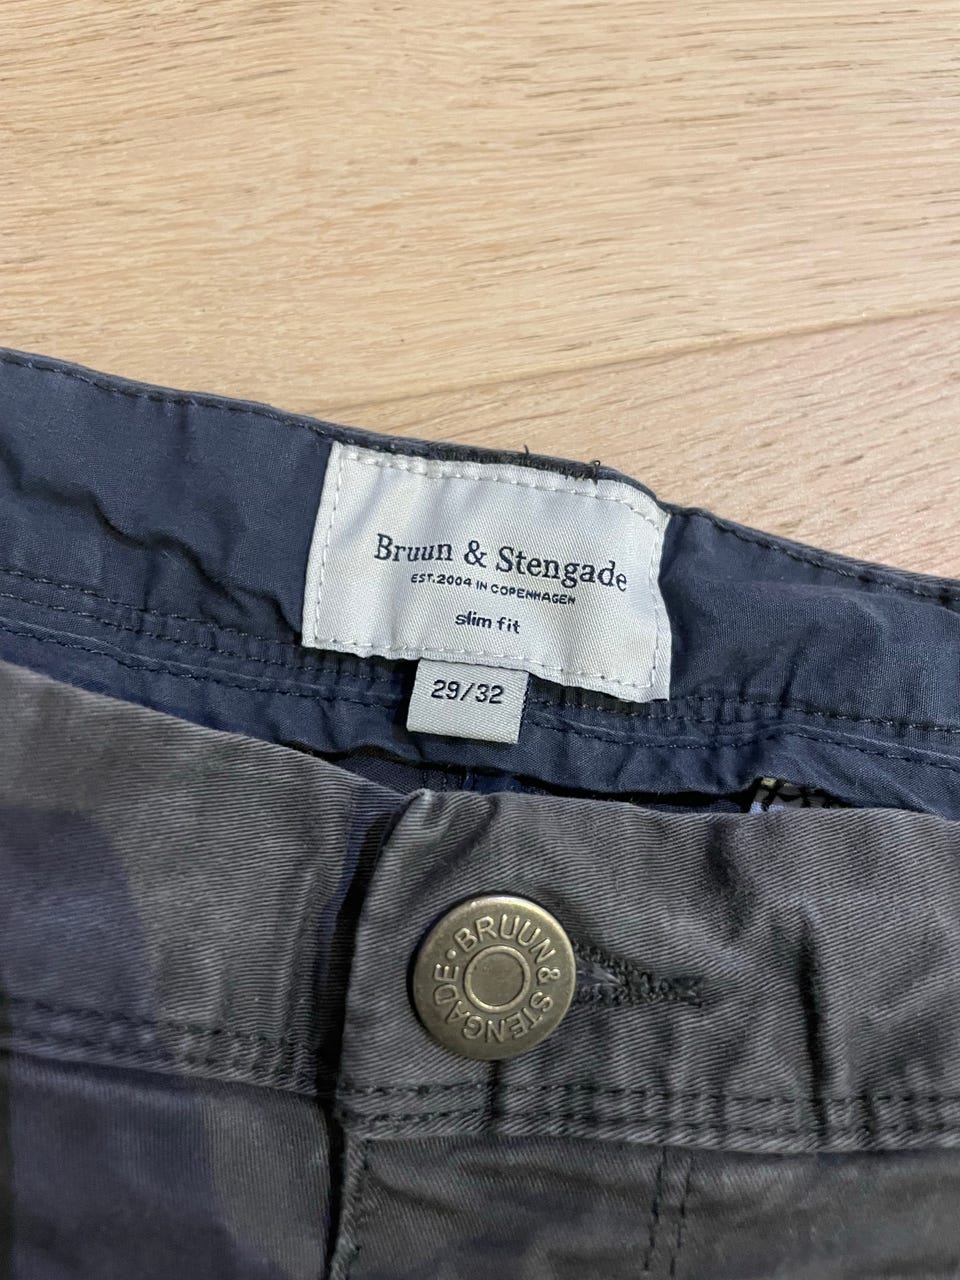 Bruun & Stengade
EST. 2004 IN COPENHAGEN
slim fit
29/32
BRUUN & STENGADE •